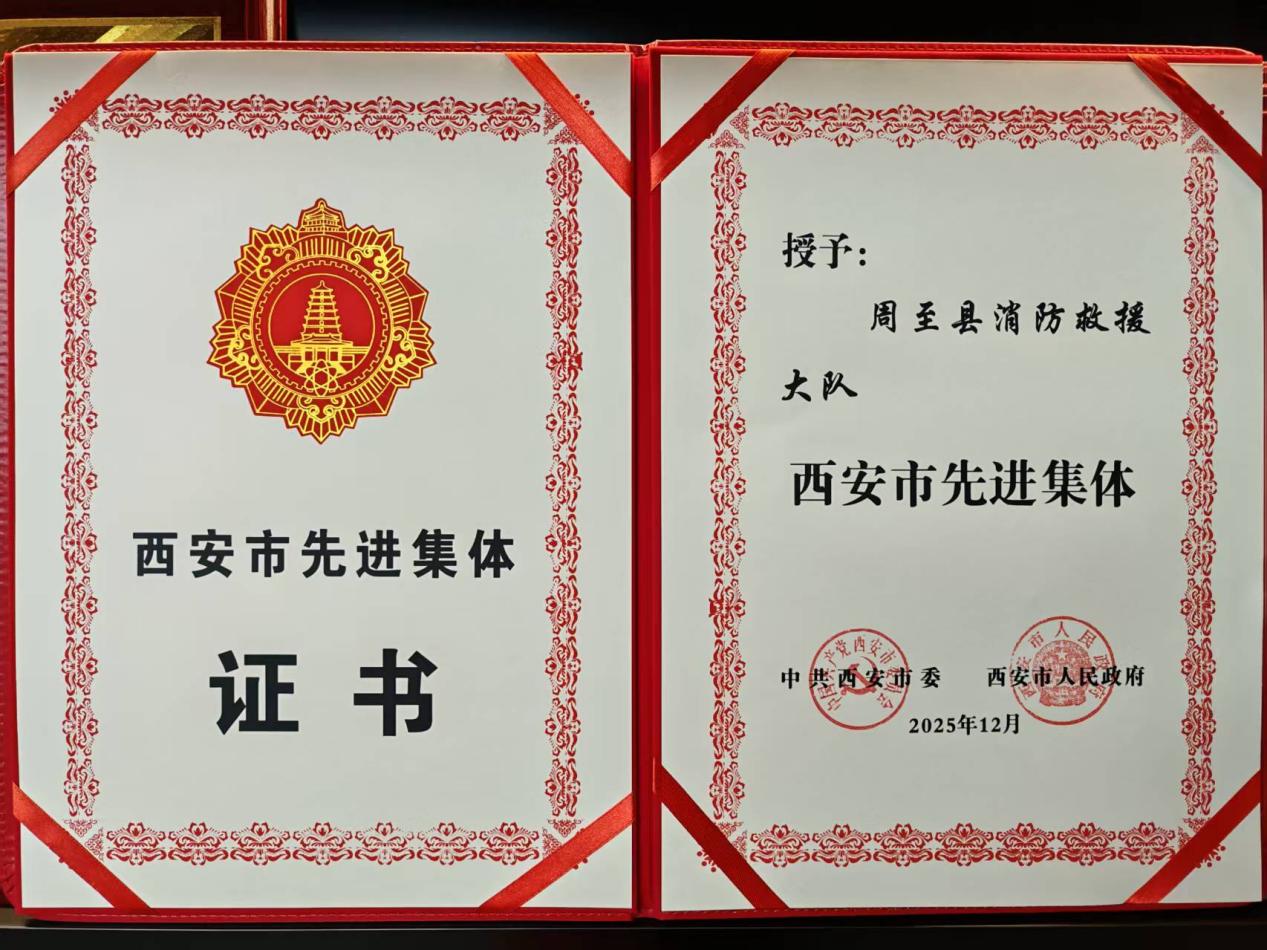 西安市先进集体
证书
授予：
周至县消防救援
大队
西安市先进集体
中共西安市委 西安市人民政府
2025年12月